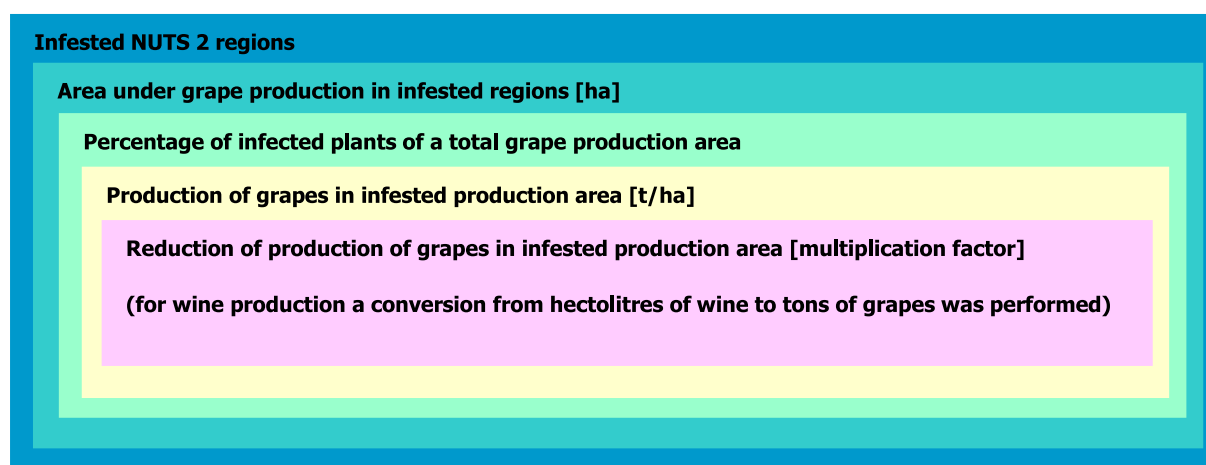 Infested NUTS 2 regions
Area under grape production in infested regions [ha]
Percentage of infected plants of a total grape production area
Production of grapes in infested production area [t/ha]
Reduction of production of grapes in infested production area [multiplication factor]
(for wine production a conversion from hectolitres of wine to tons of grapes was performed)